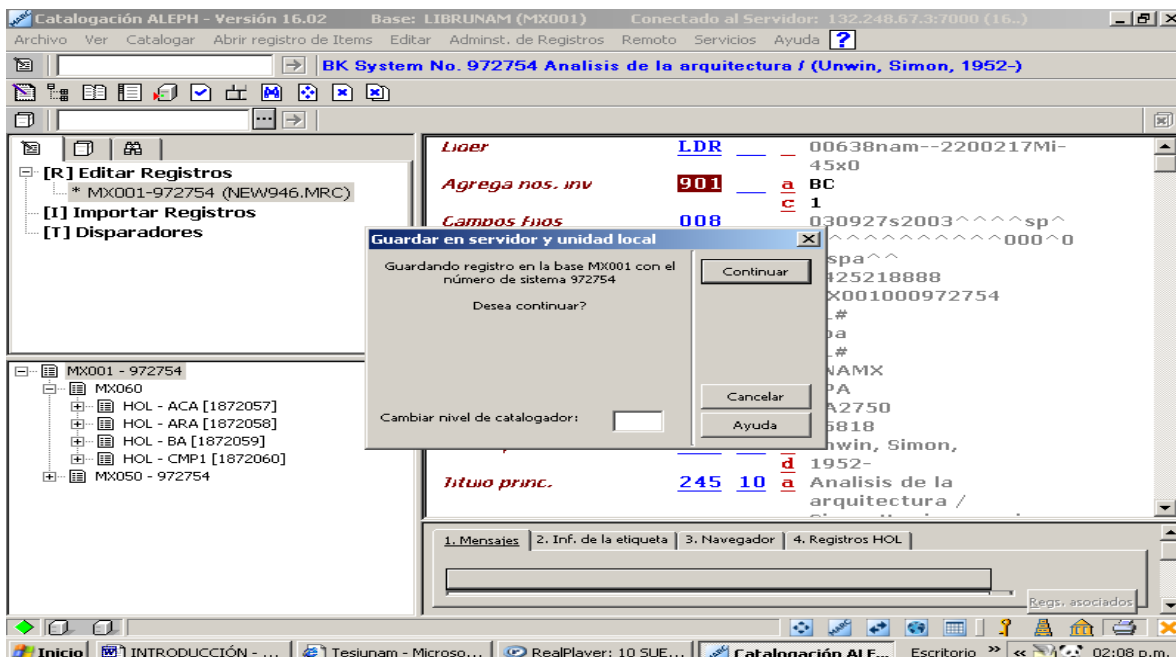 Catalogación ALEPH - Versión 16.02 Base: LIBRUNAM (MX001) Conectado al Servidor: 132.248.67.3:7000 (16..)
Archivo Ver Catalogar Abrir registro de Items Editar Adminst. de Registros Remoto Servicios Ayuda ?
BK System No. 972754 Analisis de la arquitectura / (Unwin, Simon, 1952-)
[R] Editar Registros
* MX001-972754 (NEW946.MRC)
[I] Importar Registros
[T] Disparadores
MX001 - 972754
MX060
HOL - ACA [1872057]
HOL - ARA [1872058]
HOL - BA [1872059]
HOL - CMP1 [1872060]
MX050 - 972754
Lider LDR 00638nam--2200217Mi-
45x0
Agrega nos. inv 901 a BC
c 1
Campos fijos 008 030927s2003^^^^sp^
^^^^^^^^^^000^0
spa^^
X001000972754
#
#
NAMX
PA
A2750
5818
nwin, Simon,
d 1952-
Titulo princ. 245 10 a Analisis de la
arquitectura /
Guardar en servidor y unidad local
Guardando registro en la base MX001 con el
número de sistema 972754
Desea continuar?
Cambiar nivel de catalogador:
Continuar
Cancelar
Ayuda
1. Mensajes 2. Inf. de la etiqueta 3. Navegador 4. Registros HOL
Regs. asociados
Inicio INTRODUCCIÓN - ... Tesiunam - Microso... RealPlayer: 10 SUE... Catalogación ALE... Escritorio » « 02:08 p.m.